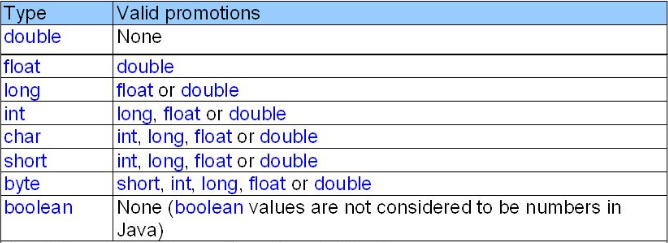 Type Valid promotions
double None
float double
long float or double
int long, float or double
char int, long, float or double
short int, long, float or double
byte short, int, long, float or double
boolean None (boolean values are not considered to be numbers in
Java)